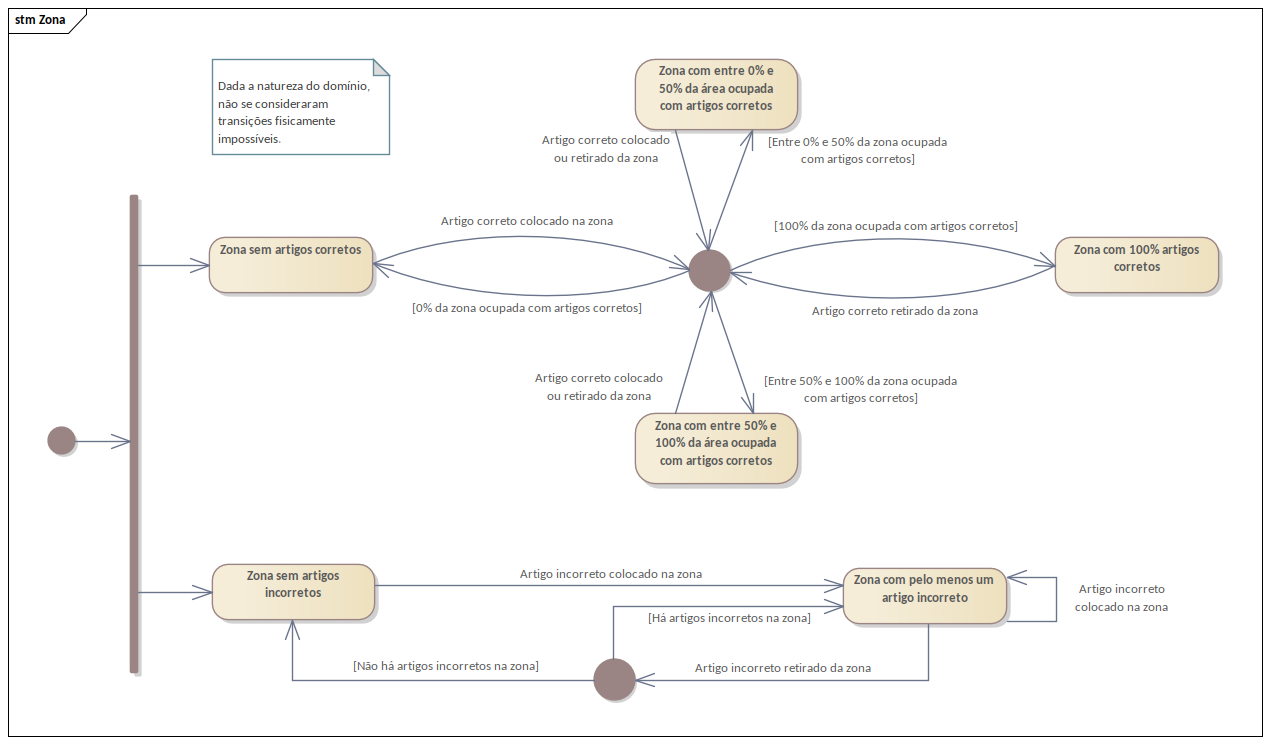 stm Zona
Dada a natureza do domínio,
não se consideraram
transições fisicamente
impossíveis.
Zona com entre 0% e
50% da área ocupada
com artigos corretos
Artigo correto colocado
ou retirado da zona
[Entre 0% e 50% da zona ocupada
com artigos corretos]
Artigo correto colocado na zona
[100% da zona ocupada com artigos corretos]
Zona sem artigos corretos
Zona com 100% artigos
corretos
[0% da zona ocupada com artigos corretos]
Artigo correto retirado da zona
Artigo correto colocado
ou retirado da zona
[Entre 50% e 100% da zona ocupada
com artigos corretos]
Zona com entre 50% e
100% da área ocupada
com artigos corretos
Zona sem artigos
incorretos
Artigo incorreto colocado na zona
Zona com pelo menos um
artigo incorreto
Artigo incorreto
colocado na zona
[Há artigos incorretos na zona]
[Não há artigos incorretos na zona]
Artigo incorreto retirado da zona